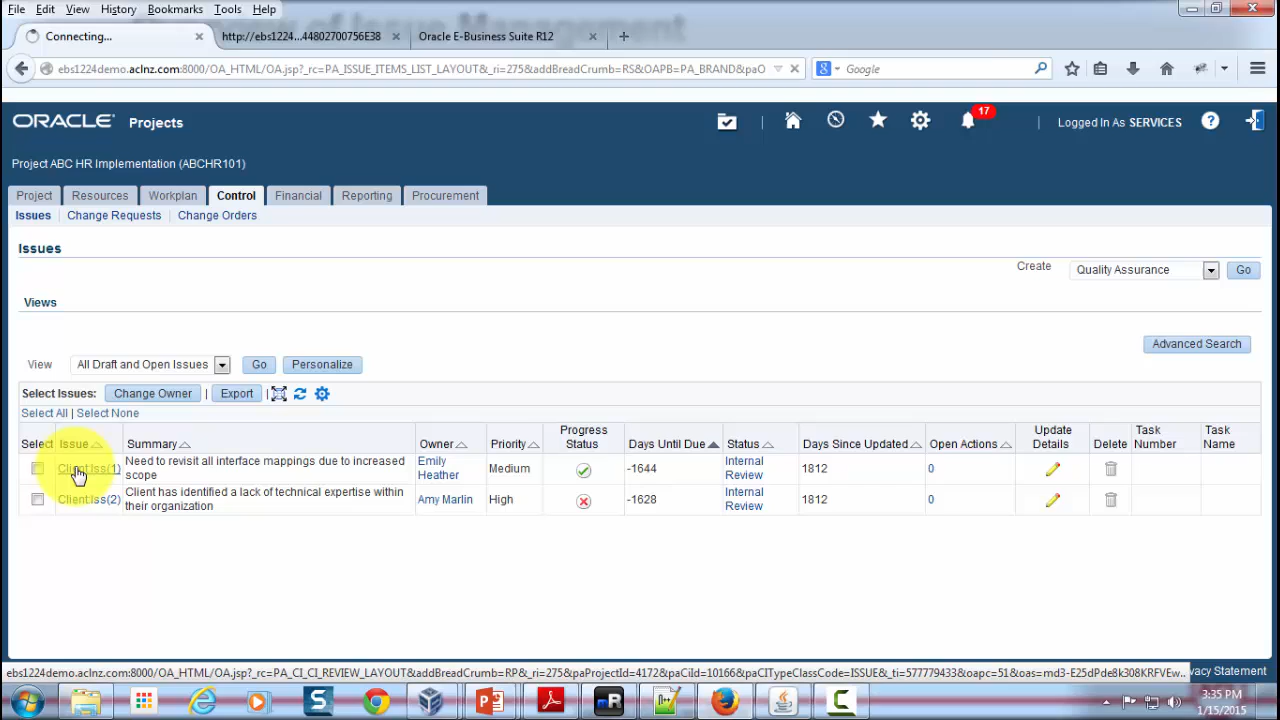 File Edit View History Bookmarks Tools Help
Connecting... http://ebs1224...44802700756E38 Oracle E-Business Suite R12
ebs1224demo.aclnz.com:8000/OA_HTML/OA.jsp?_rc=PA_ISSUE_ITEMS_LIST_LAYOUT&_ri=275&addBreadCrumb=RS&OAPB=PA_BRAND&paO Google
ORACLE Projects 17 Logged In As SERVICES
Project ABC HR Implementation (ABCHR101)
Project Resources Workplan Control Financial Reporting Procurement
Issues Change Requests Change Orders
Issues
Create Quality Assurance Go
Views
Advanced Search
View All Draft and Open Issues Go Personalize
Select Issues: Change Owner | Export |
Select All | Select None
Select Issue Summary Owner Priority Progress Status Days Until Due Status Days Since Updated Open Actions Update Details Delete Task Number Task Name
Client Iss(1) Need to revisit all interface mappings due to increased scope Emily Heather Medium -1644 Internal Review 1812 0
Client Iss(2) Client has identified a lack of technical expertise within their organization Amy Marlin High -1628 Internal Review 1812 0
ebs1224demo.aclnz.com:8000/OA_HTML/OA.jsp?_rc=PA_CI_CI_REVIEW_LAYOUT&addBreadCrumb=RP&_ri=275&paProjectId=4172&paCiId=10166&paCITypeClassCode=ISSUE&_ti=577779433&oapc=51&oas=md3-E25dPde8k308KRFVEw... vacy Statement
3:35 PM
1/15/2015